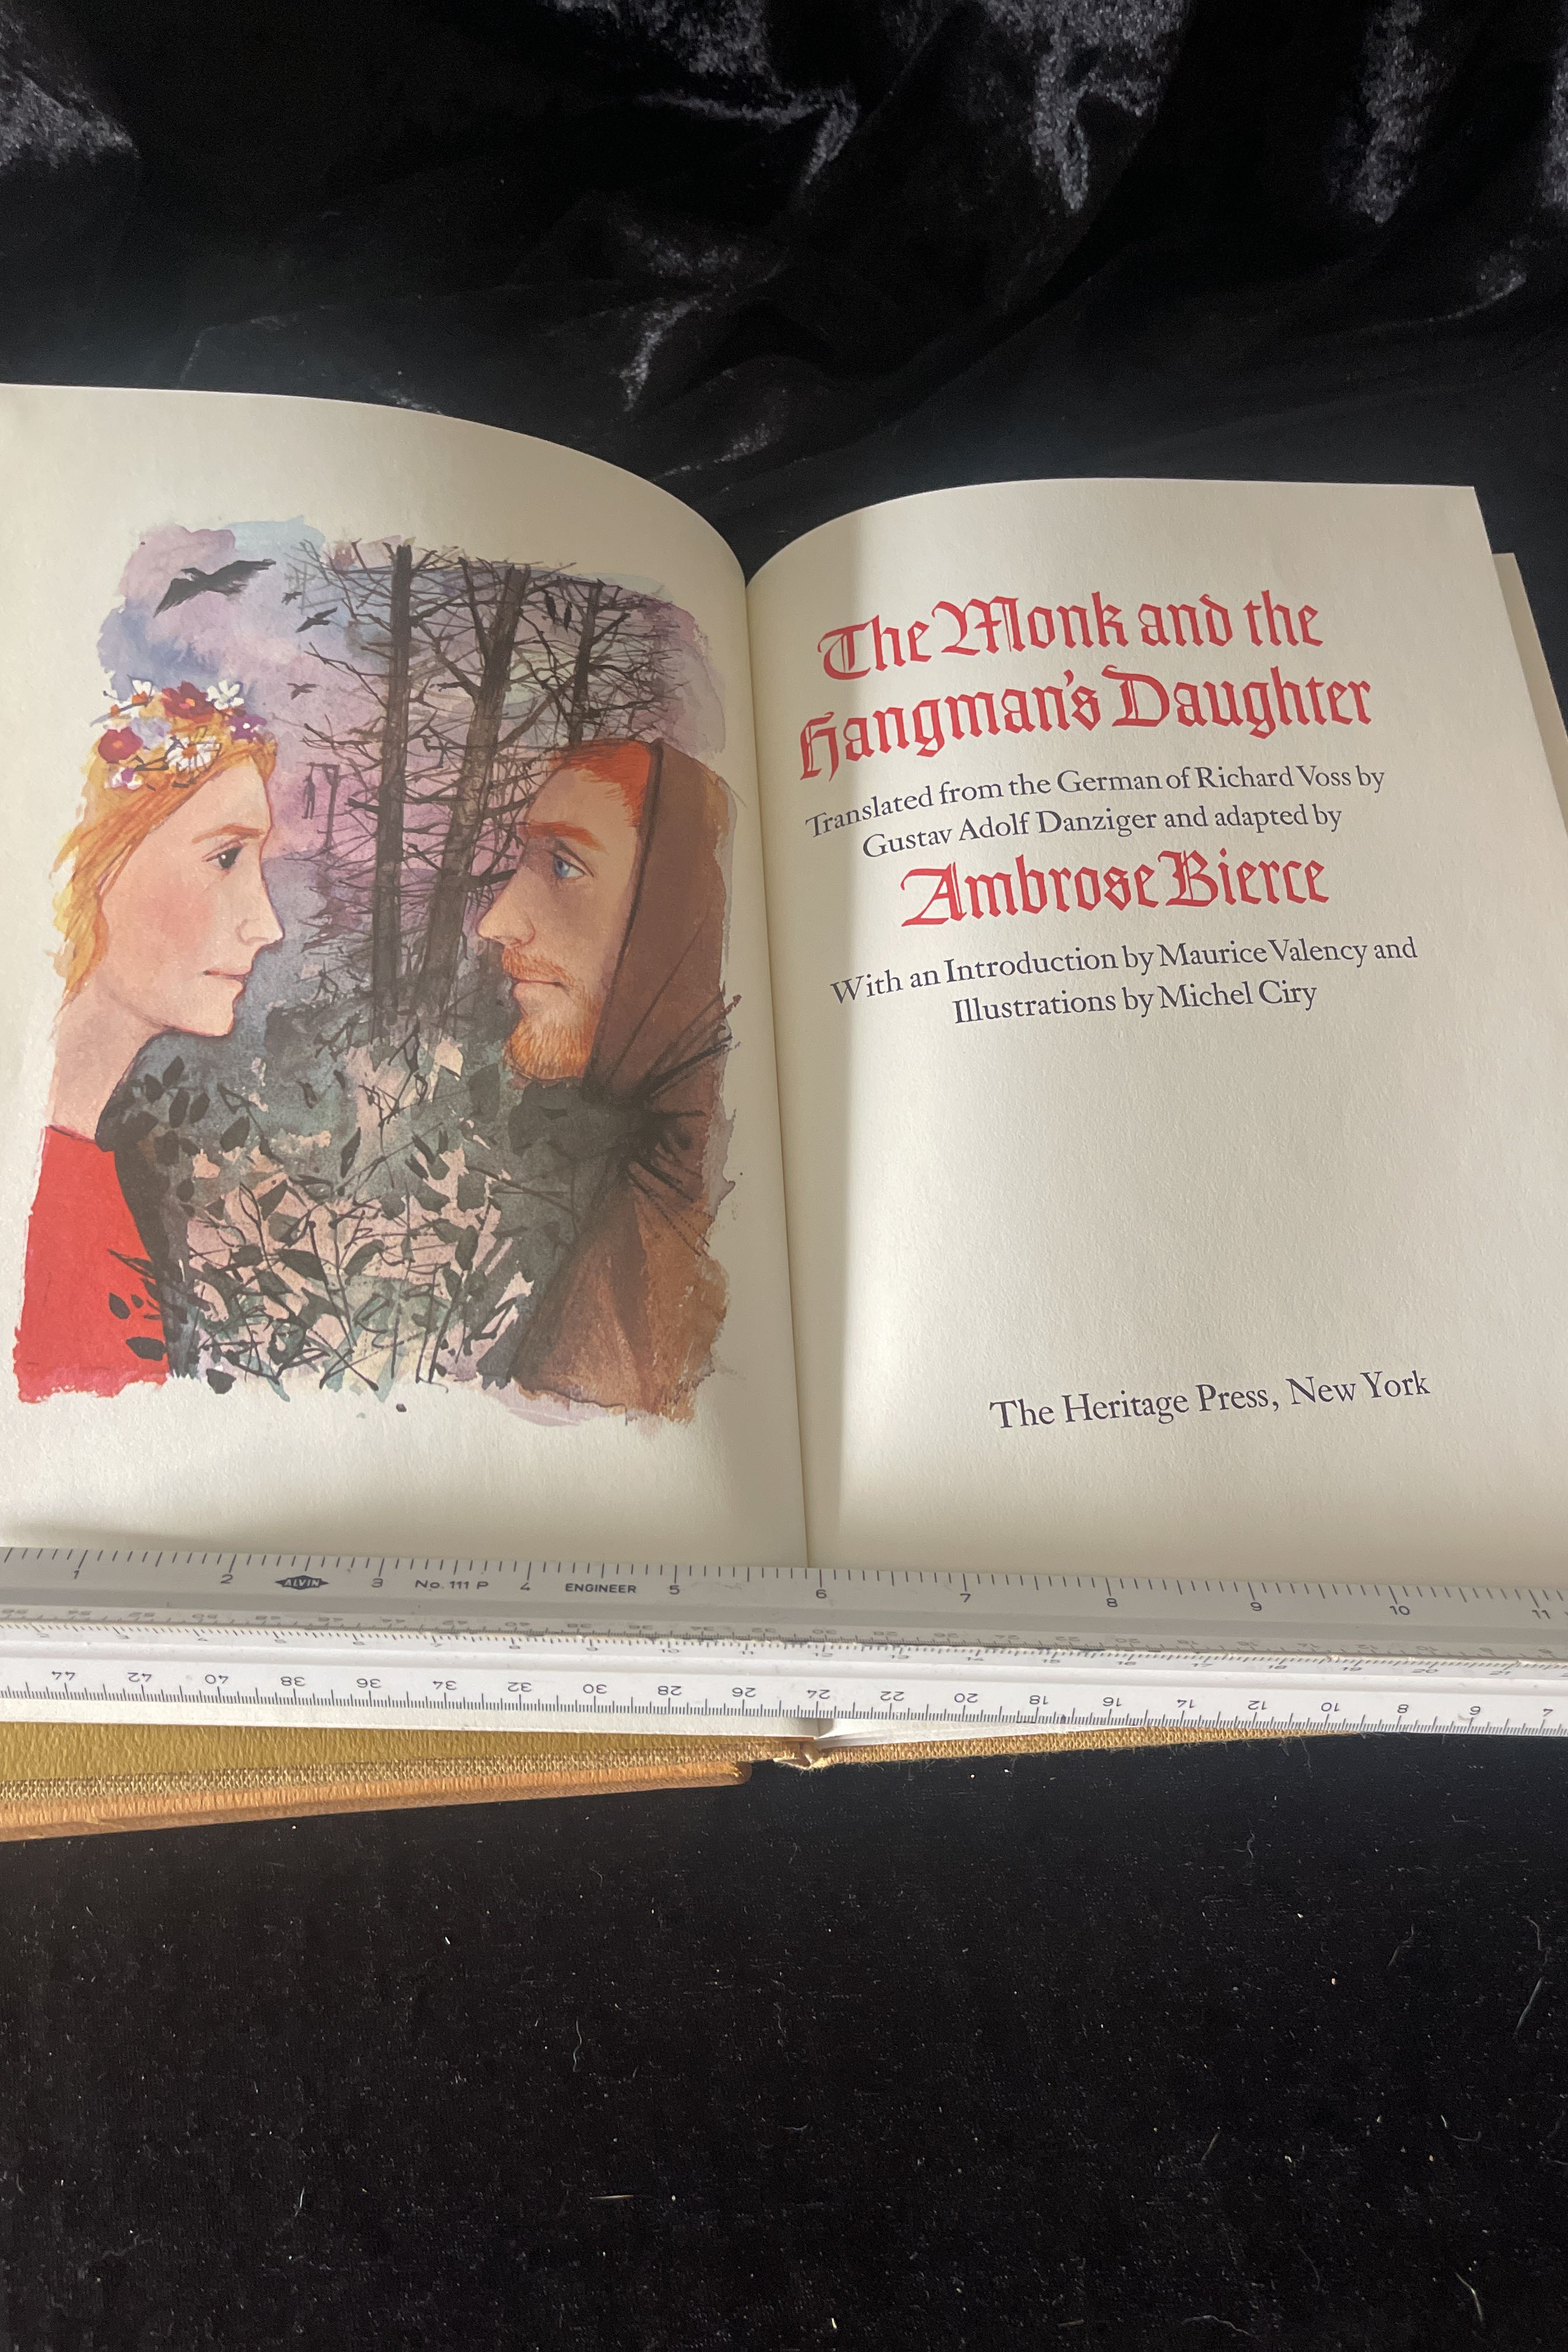 The Monk and the
Hangman's Daughter
Translated from the German of Richard Voss by
Gustav Adolf Danziger and adapted by
Ambrose Bierce
With an Introduction by Maurice Valency and
Illustrations by Michel Ciry
The Heritage Press, New York
1 2 ALVIN 3 No. 111 P 4 ENGINEER 5 6 7 8 9 10 11
44 42 40 38 36 34 32 30 28 26 24 22 20 18 16 14 12 10 8 6